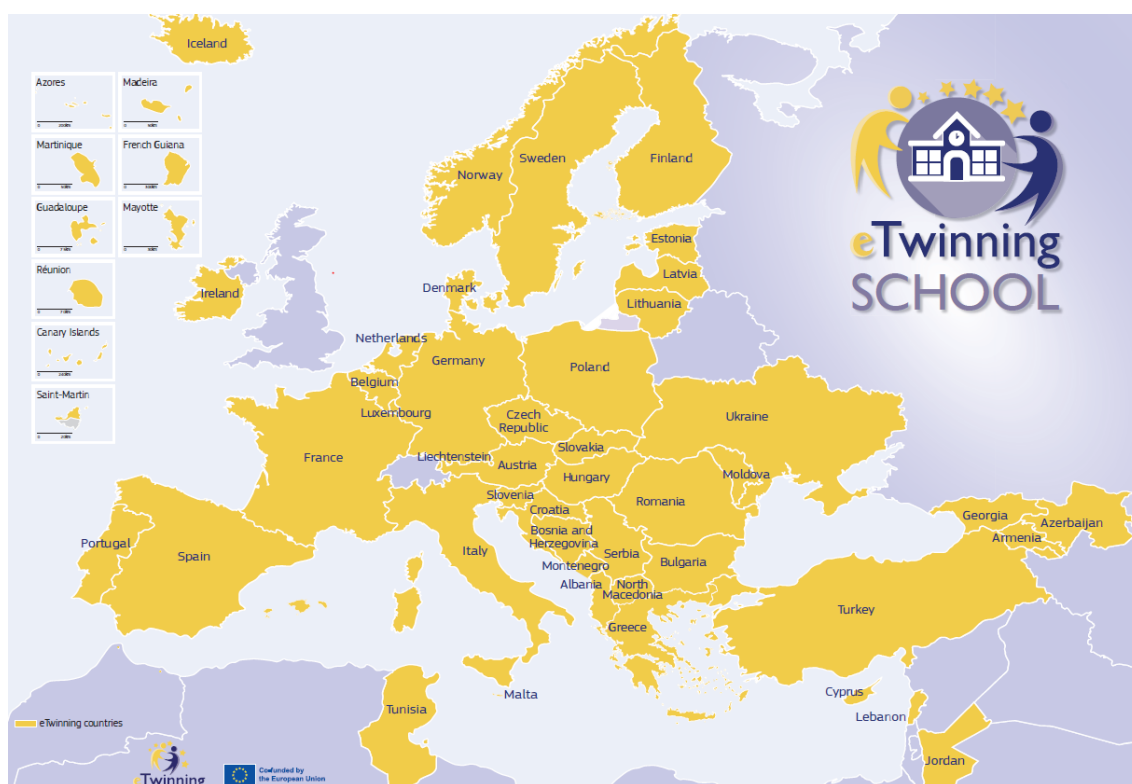 Iceland
Azores
Madeira
Martinique
French Guiana
Guadaloupe
Mayotte
Réunion
Canary Islands
Saint-Martin
eTwinning
SCHOOL
Norway
Sweden
Finland
Estonia
Latvia
Lithuania
Denmark
Ireland
Netherlands
Germany
Poland
Belgium
Luxembourg
Czech
Republic
Ukraine
France
Liechtenstein
Slovakia
Austria
Hungary
Moldova
Slovenia
Croatia
Romania
Bosnia and
Herzegovina
Serbia
Portugal
Spain
Italy
Montenegro
Bulgaria
Albania
North
Macedonia
Georgia
Azerbaijan
Armenia
Turkey
Greece
Malta
Cyprus
Lebanon
Tunisia
Jordan
eTwinning countries
eTwinning
Co-funded by
the European Union